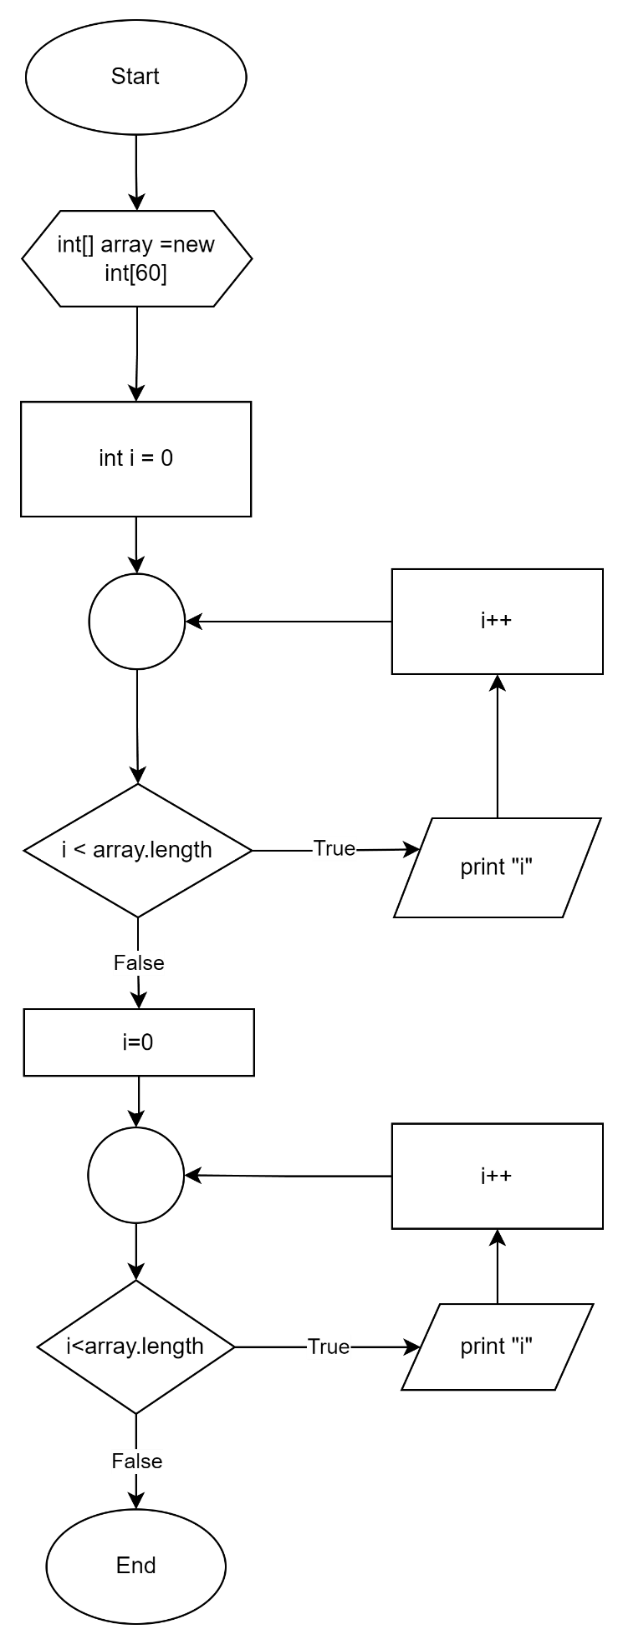 Start
int[] array =new
int[60]
int i = 0
i++
i < array.length
True
print "i"
False
i=0
i++
i<array.length
True
print "i"
False
End